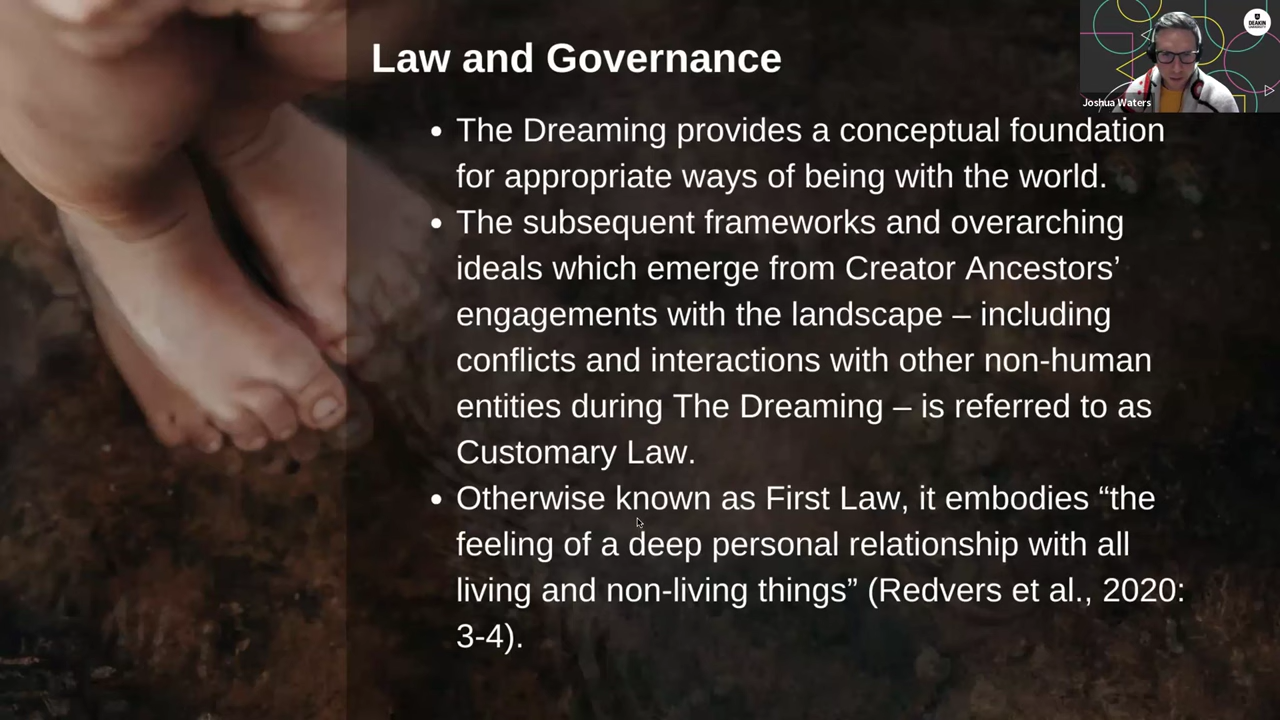 Law and Governance
DEAKIN
UNIVERSITY
Joshua Waters
• The Dreaming provides a conceptual foundation
for appropriate ways of being with the world.
• The subsequent frameworks and overarching
ideals which emerge from Creator Ancestors’
engagements with the landscape – including
conflicts and interactions with other non-human
entities during The Dreaming – is referred to as
Customary Law.
• Otherwise known as First Law, it embodies “the
feeling of a deep personal relationship with all
living and non-living things” (Redvers et al., 2020:
3-4).